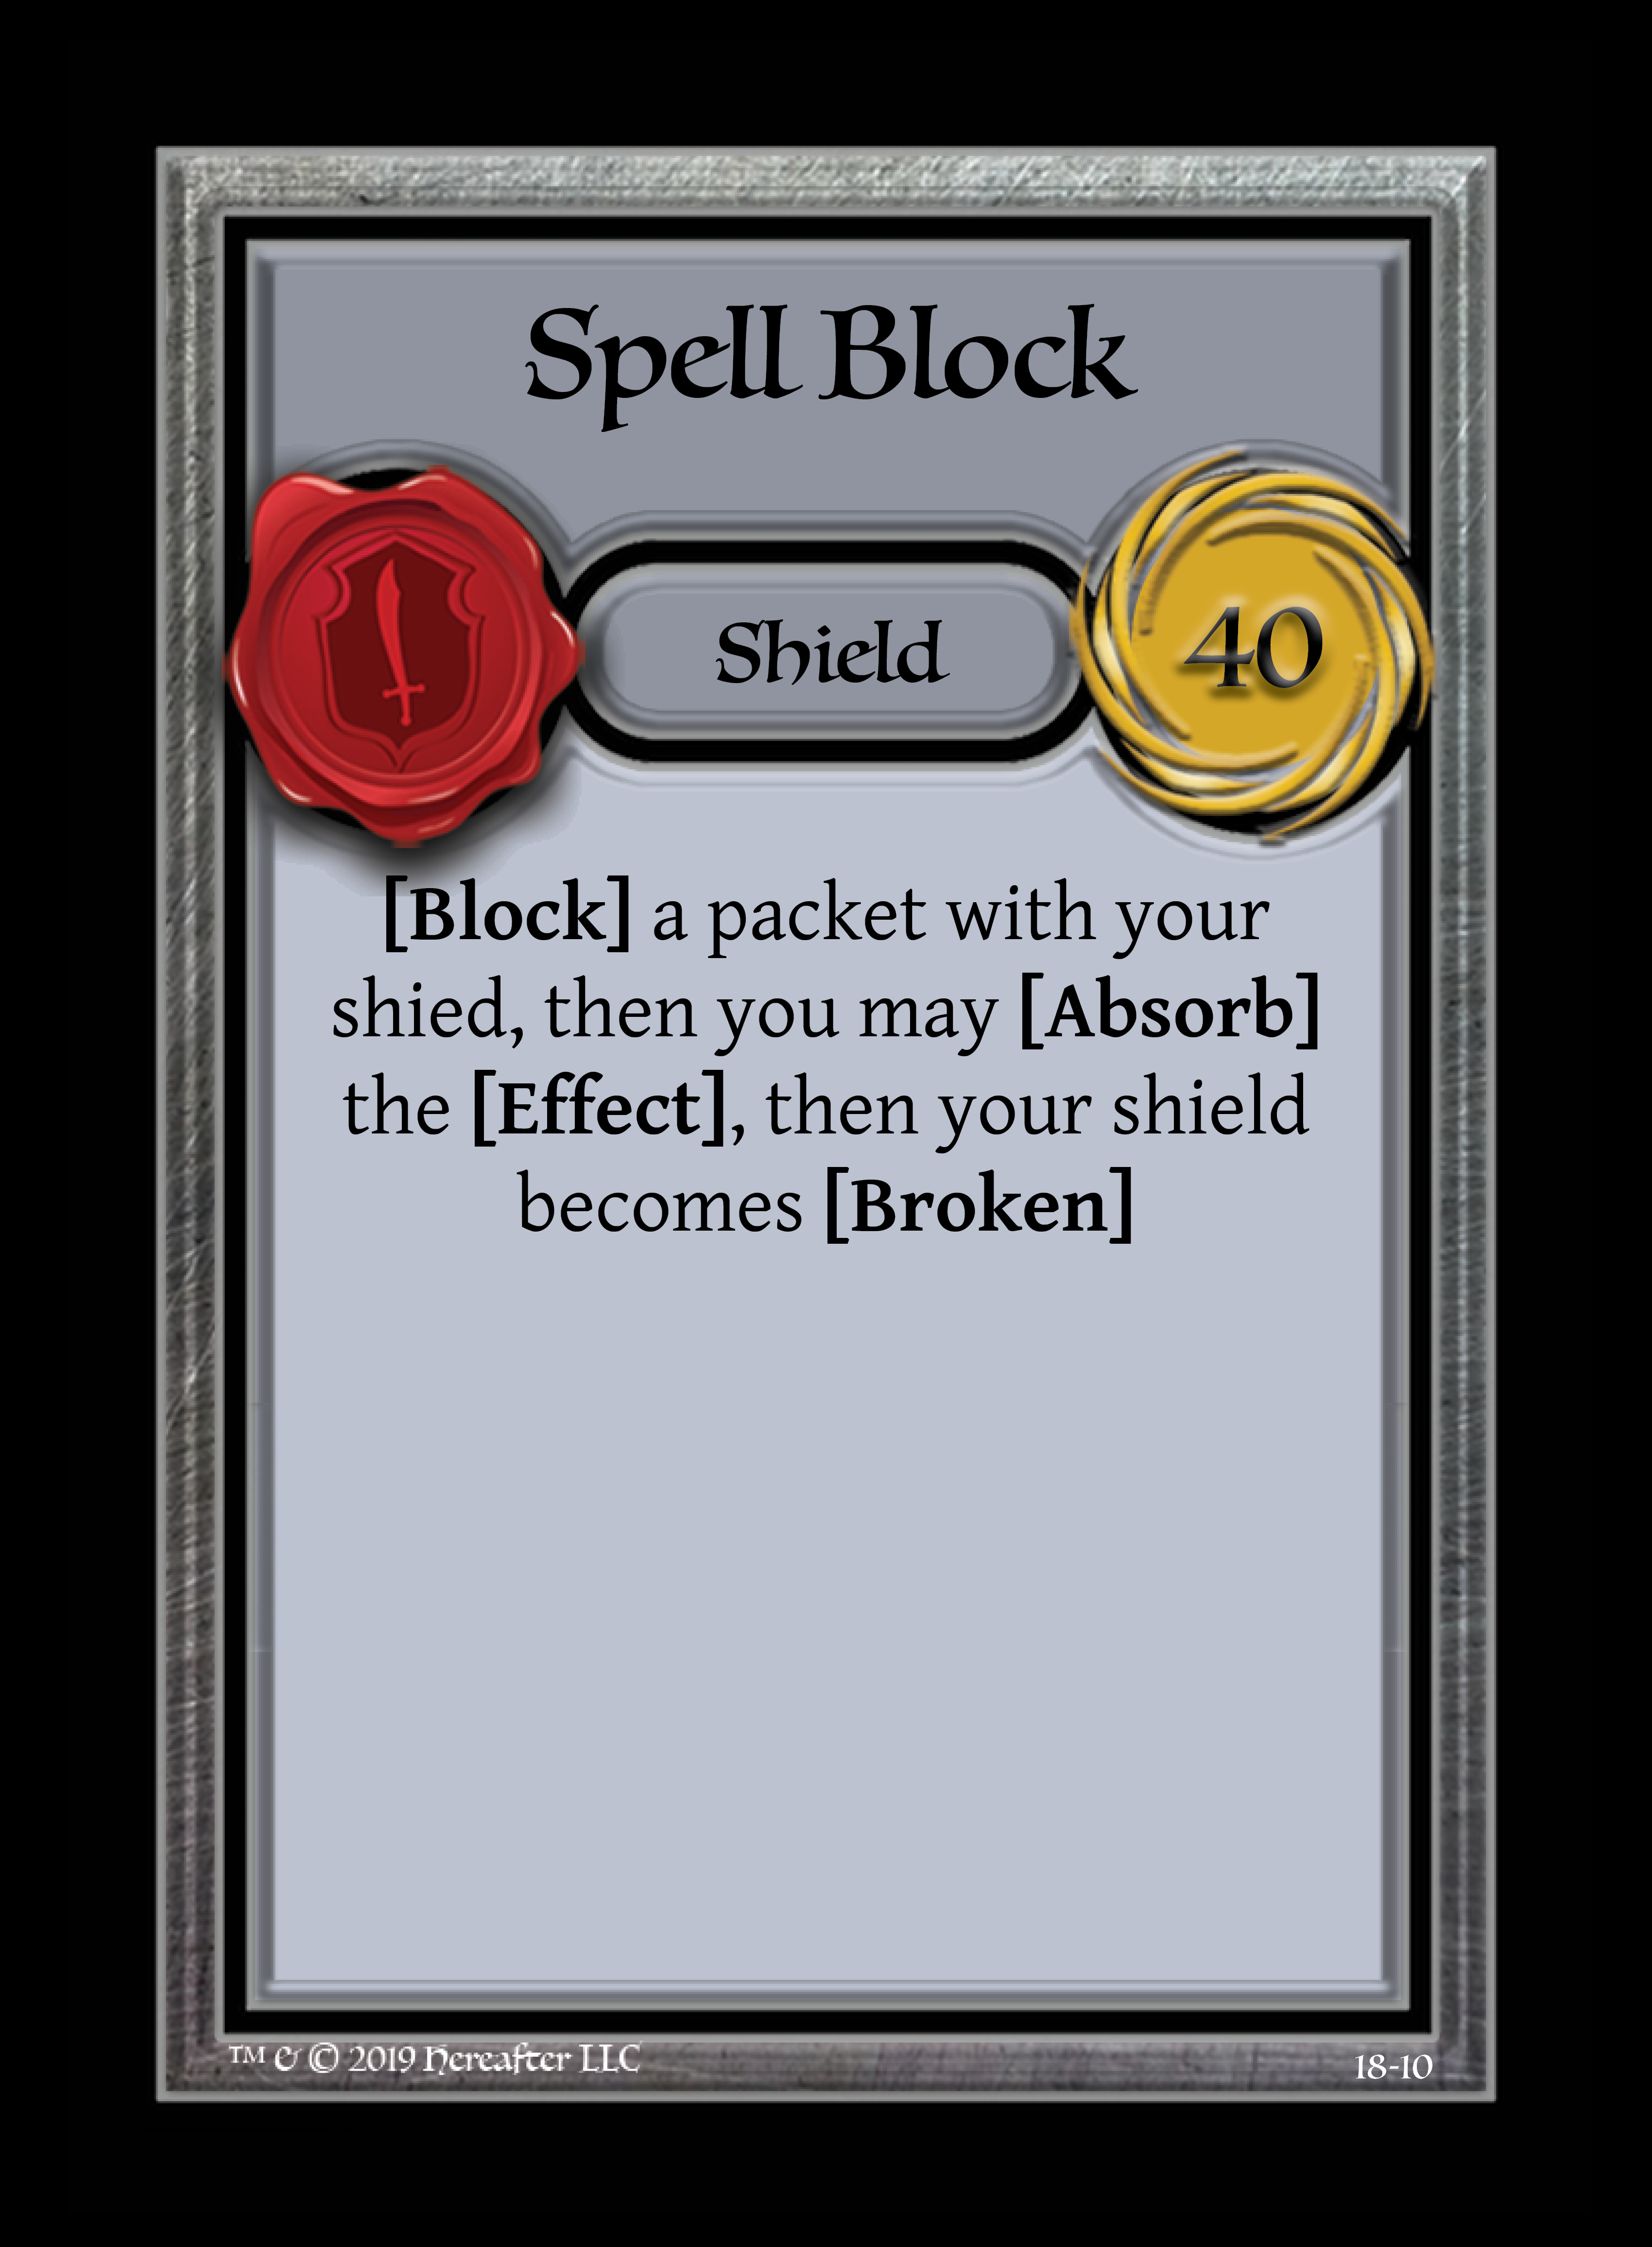 Spell Block
Shield
40
[Block] a packet with your
shied, then you may [Absorb]
the [Effect], then your shield
becomes [Broken]
™ & © 2019 Hereafter LLC
18-10